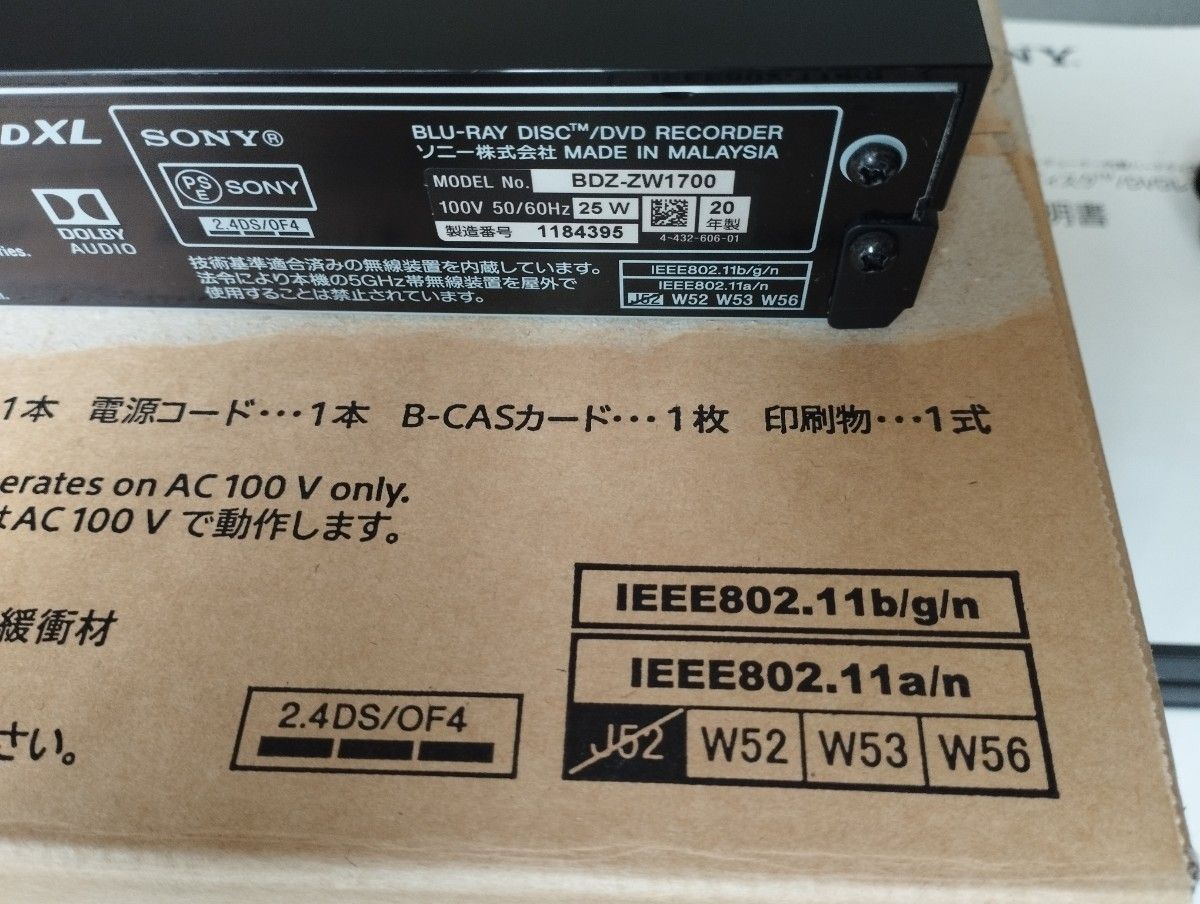 DXL
SONY®
BLU-RAY DISC™/DVD RECORDER
ソニー株式会社 MADE IN MALAYSIA
PSE SONY
MODEL No. BDZ-ZW1700
100V 50/60Hz 25 W 20年製
2.4DS/OF4
製造番号 1184395
4-432-606-01
DOLBY
AUDIO
技術基準適合済みの無線装置を内蔵しています。
法令により本機の5GHz帯無線装置を屋外で
使用することは禁止されています。
IEEE802.11b/g/n
IEEE802.11a/n
J52 W52 W53 W56
明書
1本 電源コード・・・1本 B-CASカード・・・1枚 印刷物・・・1式
erates on AC 100 V only.
AC 100 V で動作します。
緩衝材
さい。
2.4DS/OF4
IEEE802.11b/g/n
IEEE802.11a/n
J52 W52 W53 W56